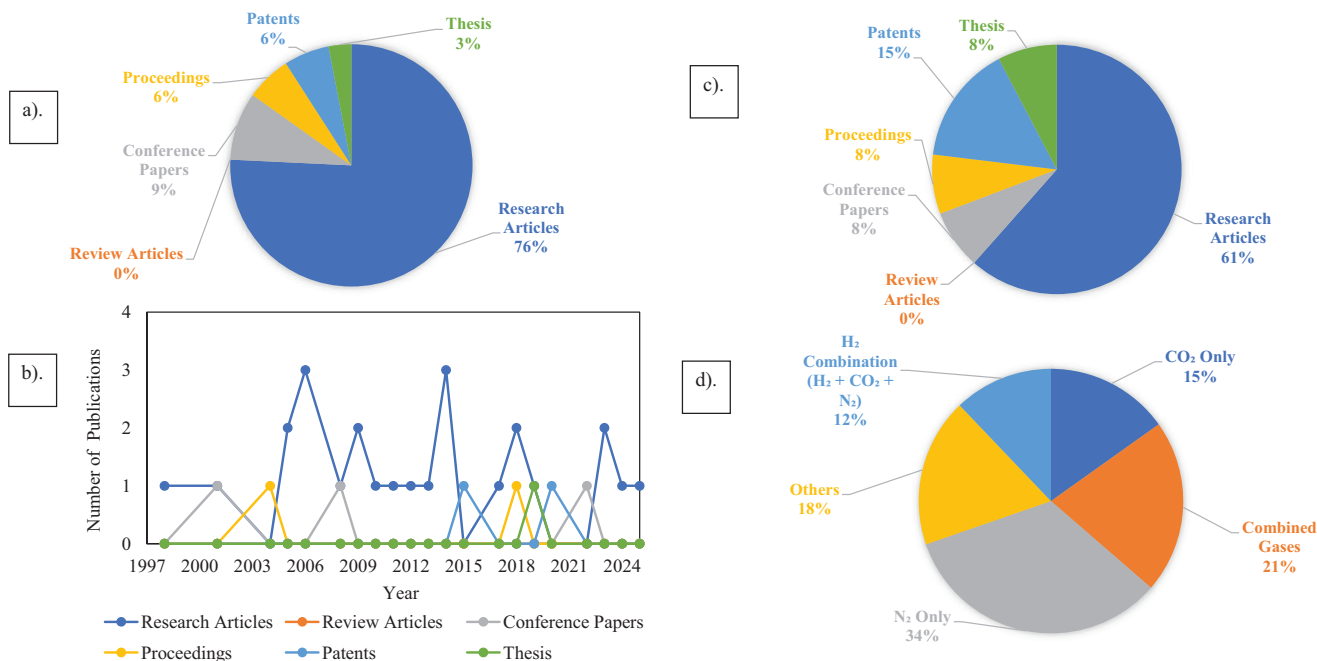 a).
Patents
6%
Thesis
3%
Proceedings
6%
Conference
Papers
9%
Review Articles
0%
Research
Articles
76%
b).
Number of Publications
4
3
2
1
0
1997
2000
2003
2006
2009
2012
2015
2018
2021
2024
Year
Research Articles
Review Articles
Conference Papers
Proceedings
Patents
Thesis
c).
Patents
15%
Thesis
8%
Proceedings
8%
Conference
Papers
8%
Review
Articles
0%
Research
Articles
61%
d).
H₂
Combination
(H₂ + CO₂ +
N₂)
12%
CO₂ Only
15%
Others
18%
Combined
Gases
21%
N₂ Only
34%